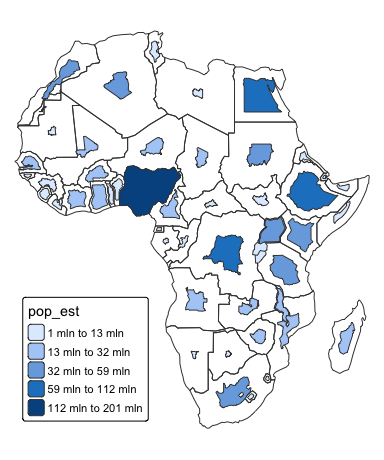 pop_est
1 mln to 13 mln
13 mln to 32 mln
32 mln to 59 mln
59 mln to 112 mln
112 mln to 201 mln